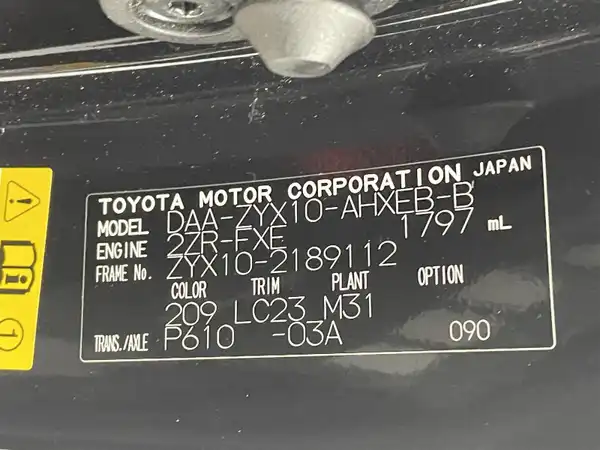 TOYOTA MOTOR CORPORATION JAPAN
MODEL DAA-ZYX10-AHXEB-B
ENGINE 2ZR-FXE 1797 mL
FRAME No. ZYX10-2189112
COLOR TRIM PLANT OPTION
209 LC23 M31
TRANS./AXLE P610 -03A 090